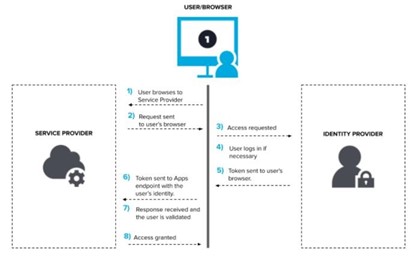 USER/BROWSER
1
1) User browses to
Service Provider
2) Request sent
to user's browser
SERVICE PROVIDER
3) Access requested
IDENTITY PROVIDER
4) User logs in if
necessary
5) Token sent to user's
browser.
6) Token sent to Apps
endpoint with the
user's identity.
7) Response received and
the user is validated
8) Access granted